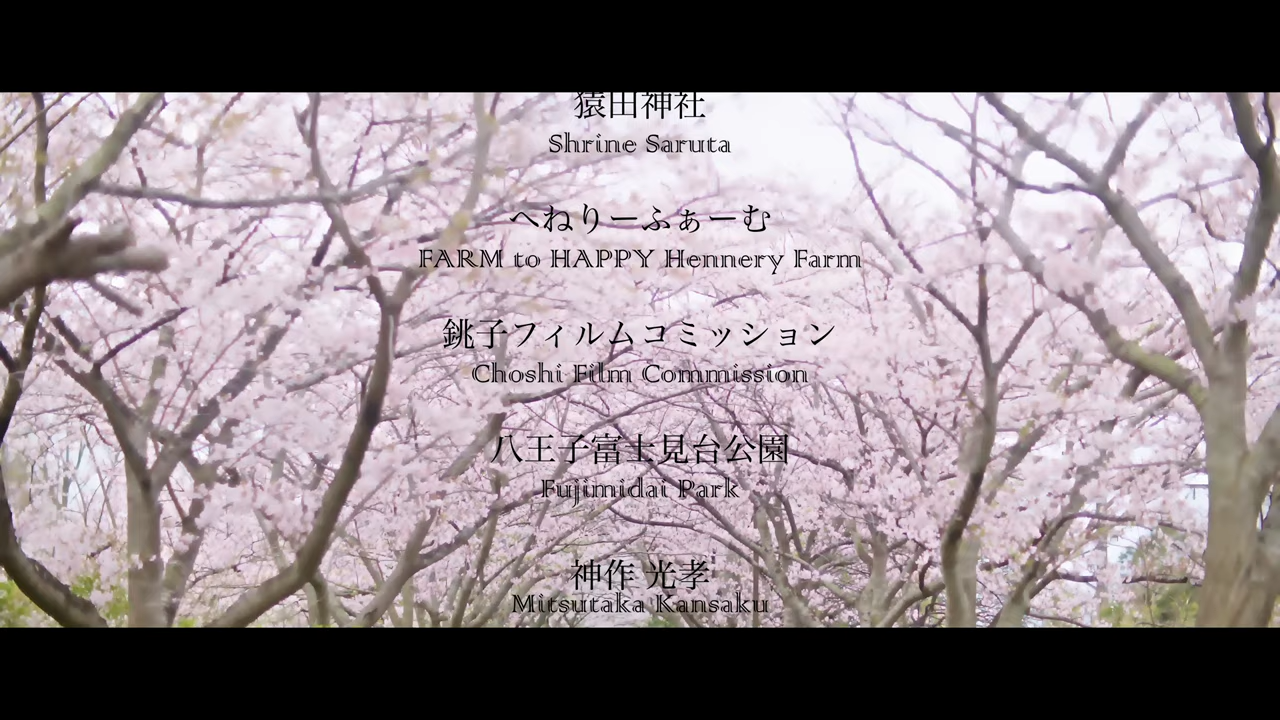 猿田神社
Shrine Saruta
へねりーふぁーむ
FARM to HAPPY Hennery Farm
銚子フィルムコミッション
Choshi Film Commission
八王子富士見台公園
Fujimidai Park
神作 光孝
Mitsutaka Kansaku